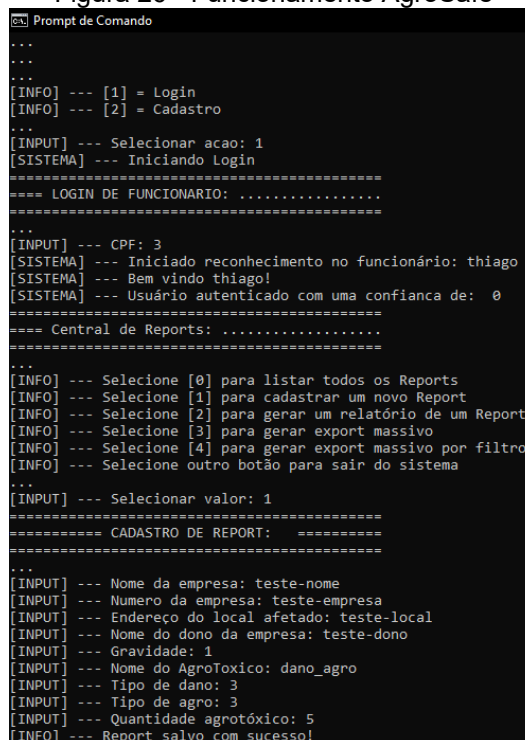 Figura 25 - Funcionamento AgroSafe
Prompt de Comando
...
...
...
[INFO] --- [1] = Login
[INFO] --- [2] = Cadastro
...
[INPUT] --- Selecionar acao: 1
[SISTEMA] --- Iniciando Login
==============================================
==== LOGIN DE FUNCIONARIO: .................
==============================================
...
[INPUT] --- CPF: 3
[SISTEMA] --- Iniciado reconhecimento no funcionário: thiago
[SISTEMA] --- Bem vindo thiago!
[SISTEMA] --- Usuário autenticado com uma confianca de:  0
==============================================
==== Central de Reports: ...................
==============================================
...
[INFO] --- Selecione [0] para listar todos os Reports
[INFO] --- Selecione [1] para cadastrar um novo Report
[INFO] --- Selecione [2] para gerar um relatório de um Report
[INFO] --- Selecione [3] para gerar export massivo
[INFO] --- Selecione [4] para gerar export massivo por filtro
[INFO] --- Selecione outro botão para sair do sistema
...
[INPUT] --- Selecionar valor: 1
==============================================
=========== CADASTRO DE REPORT:   ==========
==============================================
...
[INPUT] --- Nome da empresa: teste-nome
[INPUT] --- Numero da empresa: teste-empresa
[INPUT] --- Endereço do local afetado: teste-local
[INPUT] --- Nome do dono da empresa: teste-dono
[INPUT] --- Gravidade: 1
[INPUT] --- Nome do AgroToxico: dano_agro
[INPUT] --- Tipo de dano: 3
[INPUT] --- Tipo de agro: 3
[INPUT] --- Quantidade agrotóxico: 5
[INFO] --- Report salvo com sucesso!